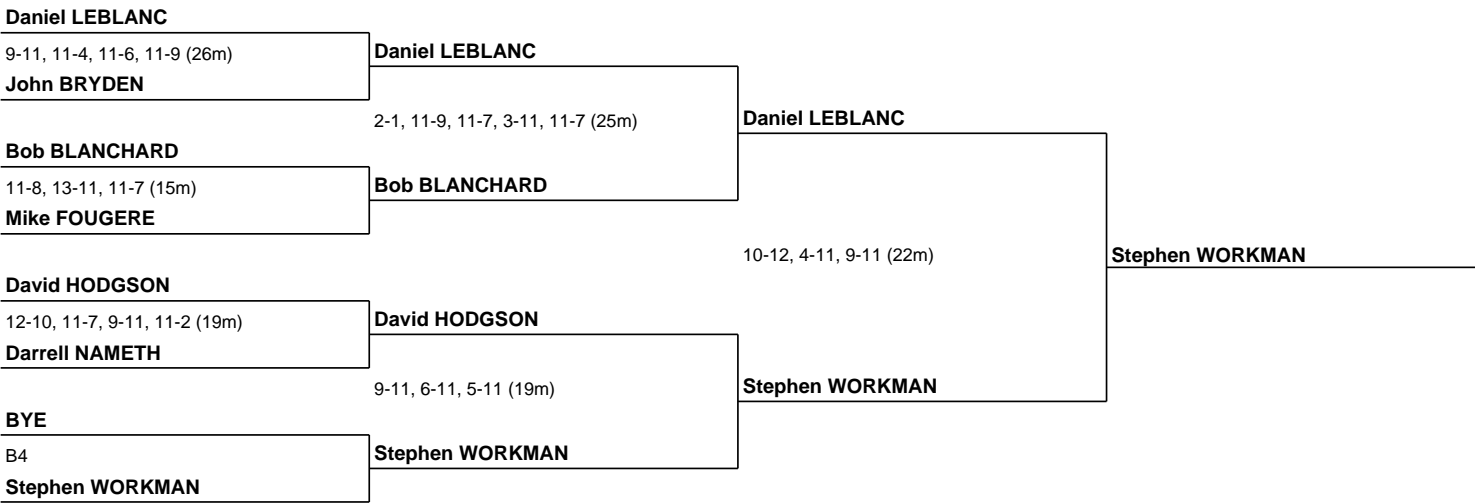 Daniel LEBLANC
9-11, 11-4, 11-6, 11-9 (26m)
John BRYDEN
Bob BLANCHARD
11-8, 13-11, 11-7 (15m)
Mike FOUGERE
David HODGSON
12-10, 11-7, 9-11, 11-2 (19m)
Darrell NAMETH
BYE
B4
Stephen WORKMAN
Daniel LEBLANC
2-1, 11-9, 11-7, 3-11, 11-7 (25m)
Bob BLANCHARD
David HODGSON
9-11, 6-11, 5-11 (19m)
Stephen WORKMAN
Daniel LEBLANC
10-12, 4-11, 9-11 (22m)
Stephen WORKMAN
Stephen WORKMAN